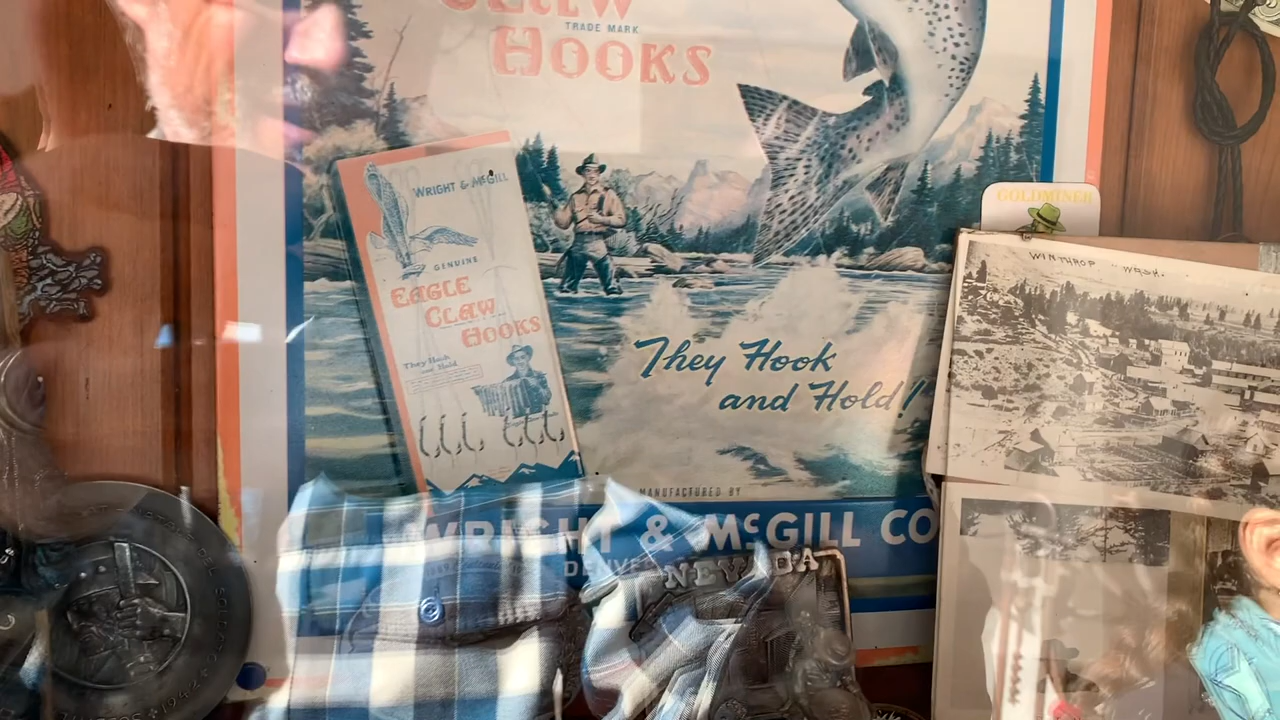 CLAW
TRADE MARK
HOOKS
WRIGHT & McGILL
GENUINE
EAGLE
CLAW
HOOKS
They Hook
and Hold
They Hook
and Hold!
MANUFACTURED BY
WRIGHT & McGILL CO
DENVE
NEVADA
GOLDMINER
WINTHROP WASH.